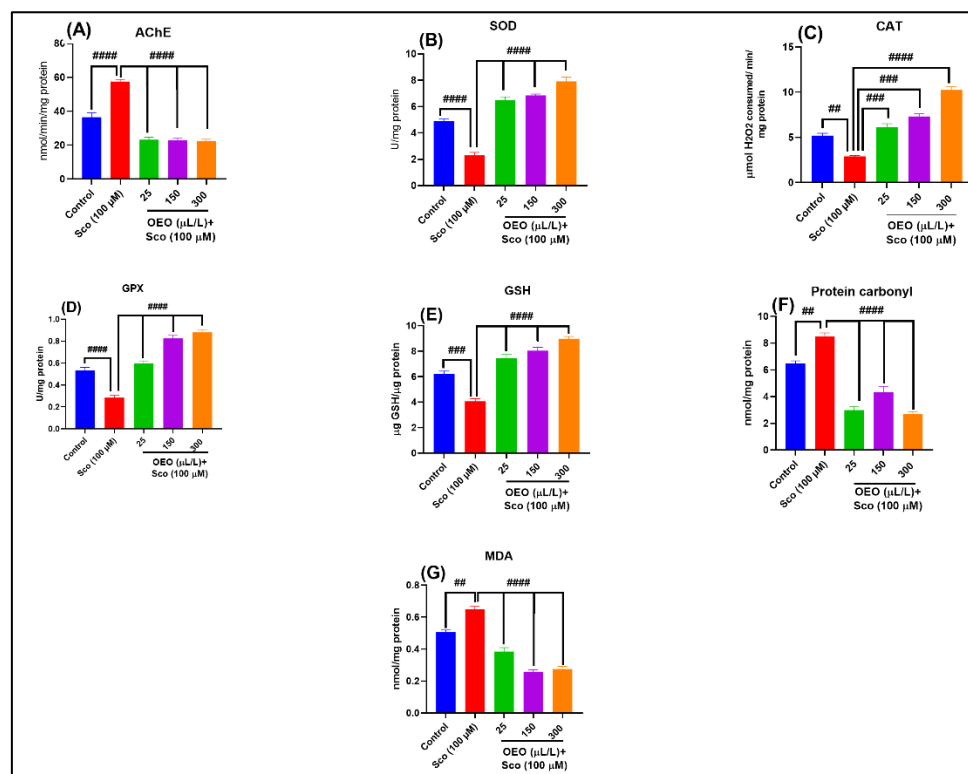 (A)
AChE
####
####
nmol/min/mg protein
80
60
40
20
0
Control
Sco (100 μM)
25
150
300
OEO (μL/L)+
Sco (100 μM)
(B)
SOD
####
####
U/mg protein
8
6
4
2
0
Control
Sco (100 μM)
25
150
300
OEO (μL/L)+
Sco (100 μM)
(C)
CAT
####
###
##
###
μmol H2O2 consumed/ min/
mg protein
15
10
5
0
Control
Sco (100 μM)
25
150
300
OEO (μL/L)+
Sco (100 μM)
(D)
GPX
####
####
U/mg protein
1.0
0.8
0.6
0.4
0.2
0.0
Control
Sco (100 μM)
25
150
300
OEO (μL/L)+
Sco (100 μM)
(E)
GSH
####
###
μg GSH/μg protein
8
6
4
2
0
Control
Sco (100 μM)
25
150
300
OEO (μL/L)+
Sco (100 μM)
(F)
Protein carbonyl
##
####
nmol/mg protein
8
6
4
2
0
Control
Sco (100 μM)
25
150
300
OEO (μL/L)+
Sco (100 μM)
(G)
MDA
##
####
nmol/mg protein
0.8
0.6
0.4
0.2
0.0
Control
Sco (100 μM)
25
150
300
OEO (μL/L)+
Sco (100 μM)